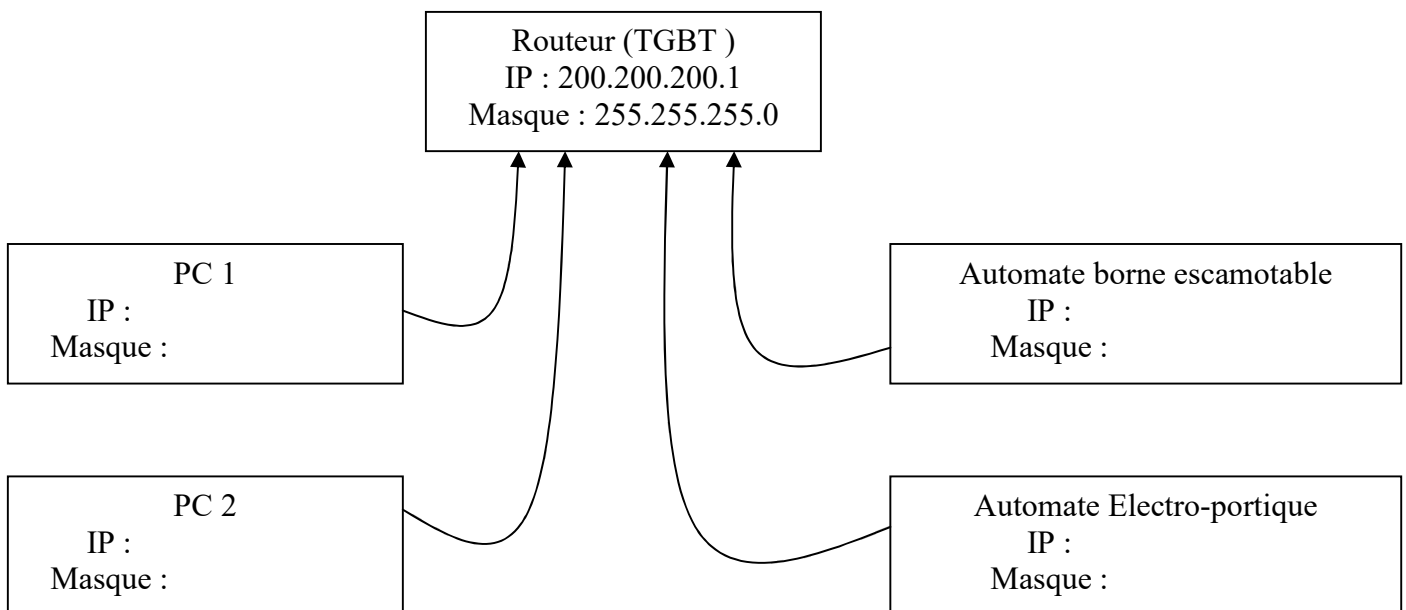 Routeur (TGBT )
IP : 200.200.200.1
Masque : 255.255.255.0
PC 1
IP :
Masque :
Automate borne escamotable
IP :
Masque :
PC 2
IP :
Masque :
Automate Electro-portique
IP :
Masque :